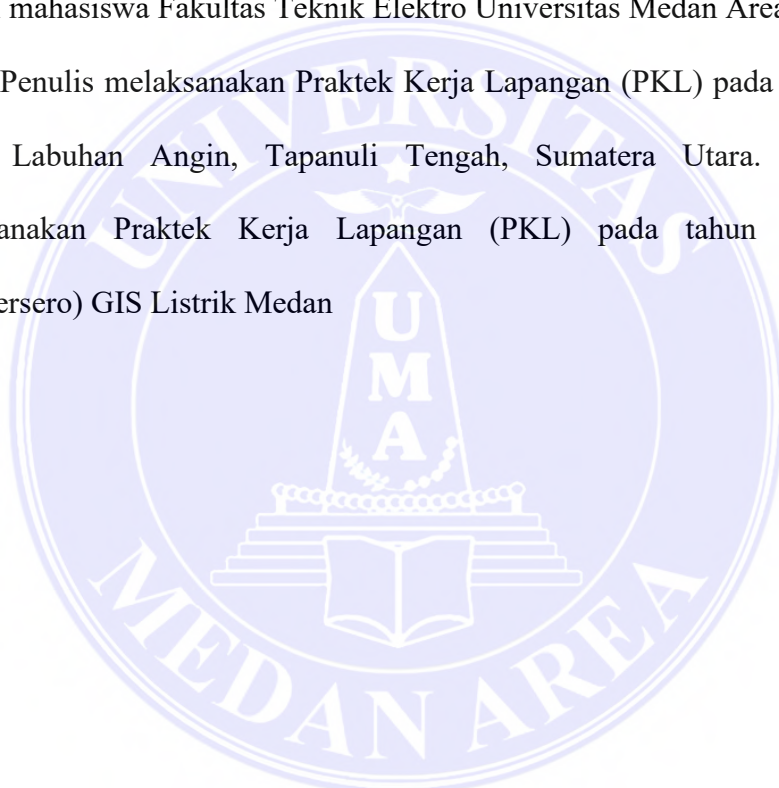 mahasiswa Fakultas Teknik Elektro Universitas Medan Area
Penulis melaksanakan Praktek Kerja Lapangan (PKL) pada
Labuhan Angin, Tapanuli Tengah, Sumatera Utara.
anakan Praktek Kerja Lapangan (PKL) pada tahun
ersero) GIS Listrik Medan
UNIVERSITAS
U
M
A
MEDAN AREA